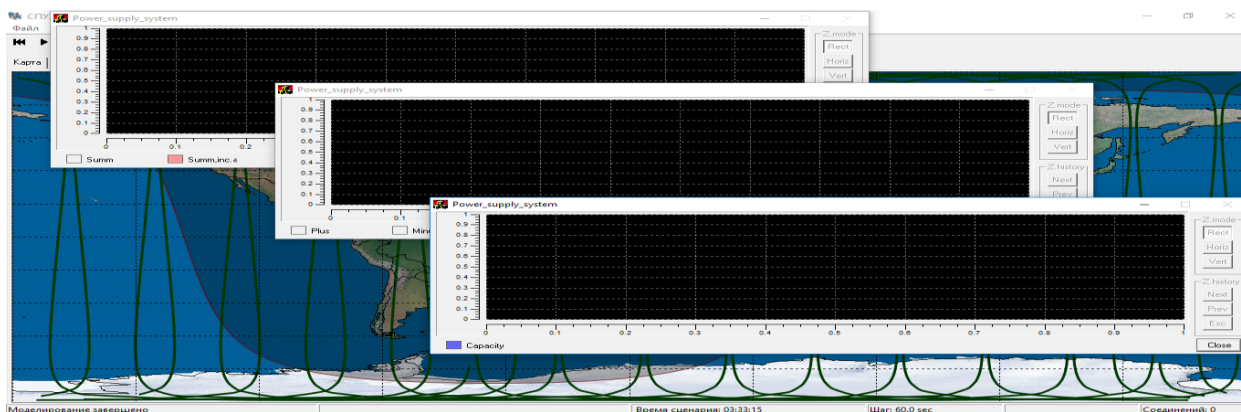 СПУ
Power_supply_system
Файл
Карта
1
0.9
0.8
0.7
0.6
0.5
0.4
0.3
0.2
0.1
0
0 0.1 0.2
Summ Summ,inc.a
Z.mode
Rect
Horiz
Vert
Power_supply_system
1
0.9
0.8
0.7
0.6
0.5
0.4
0.3
0.2
0.1
0
0 0.1
Plus Minu
Z.mode
Rect
Horiz
Vert
Z.history
Next
Prev
Power_supply_system
1
0.9
0.8
0.7
0.6
0.5
0.4
0.3
0.2
0.1
0
0 0.1 0.2 0.3 0.4 0.5 0.6 0.7 0.8 0.9 1
Capacity
Z.mode
Rect
Horiz
Vert
Z.history
Next
Prev
Esc
Close
Моделирование завершено Время сценария: 03:33:15 Шаг: 60.0 sec Соединений: 0